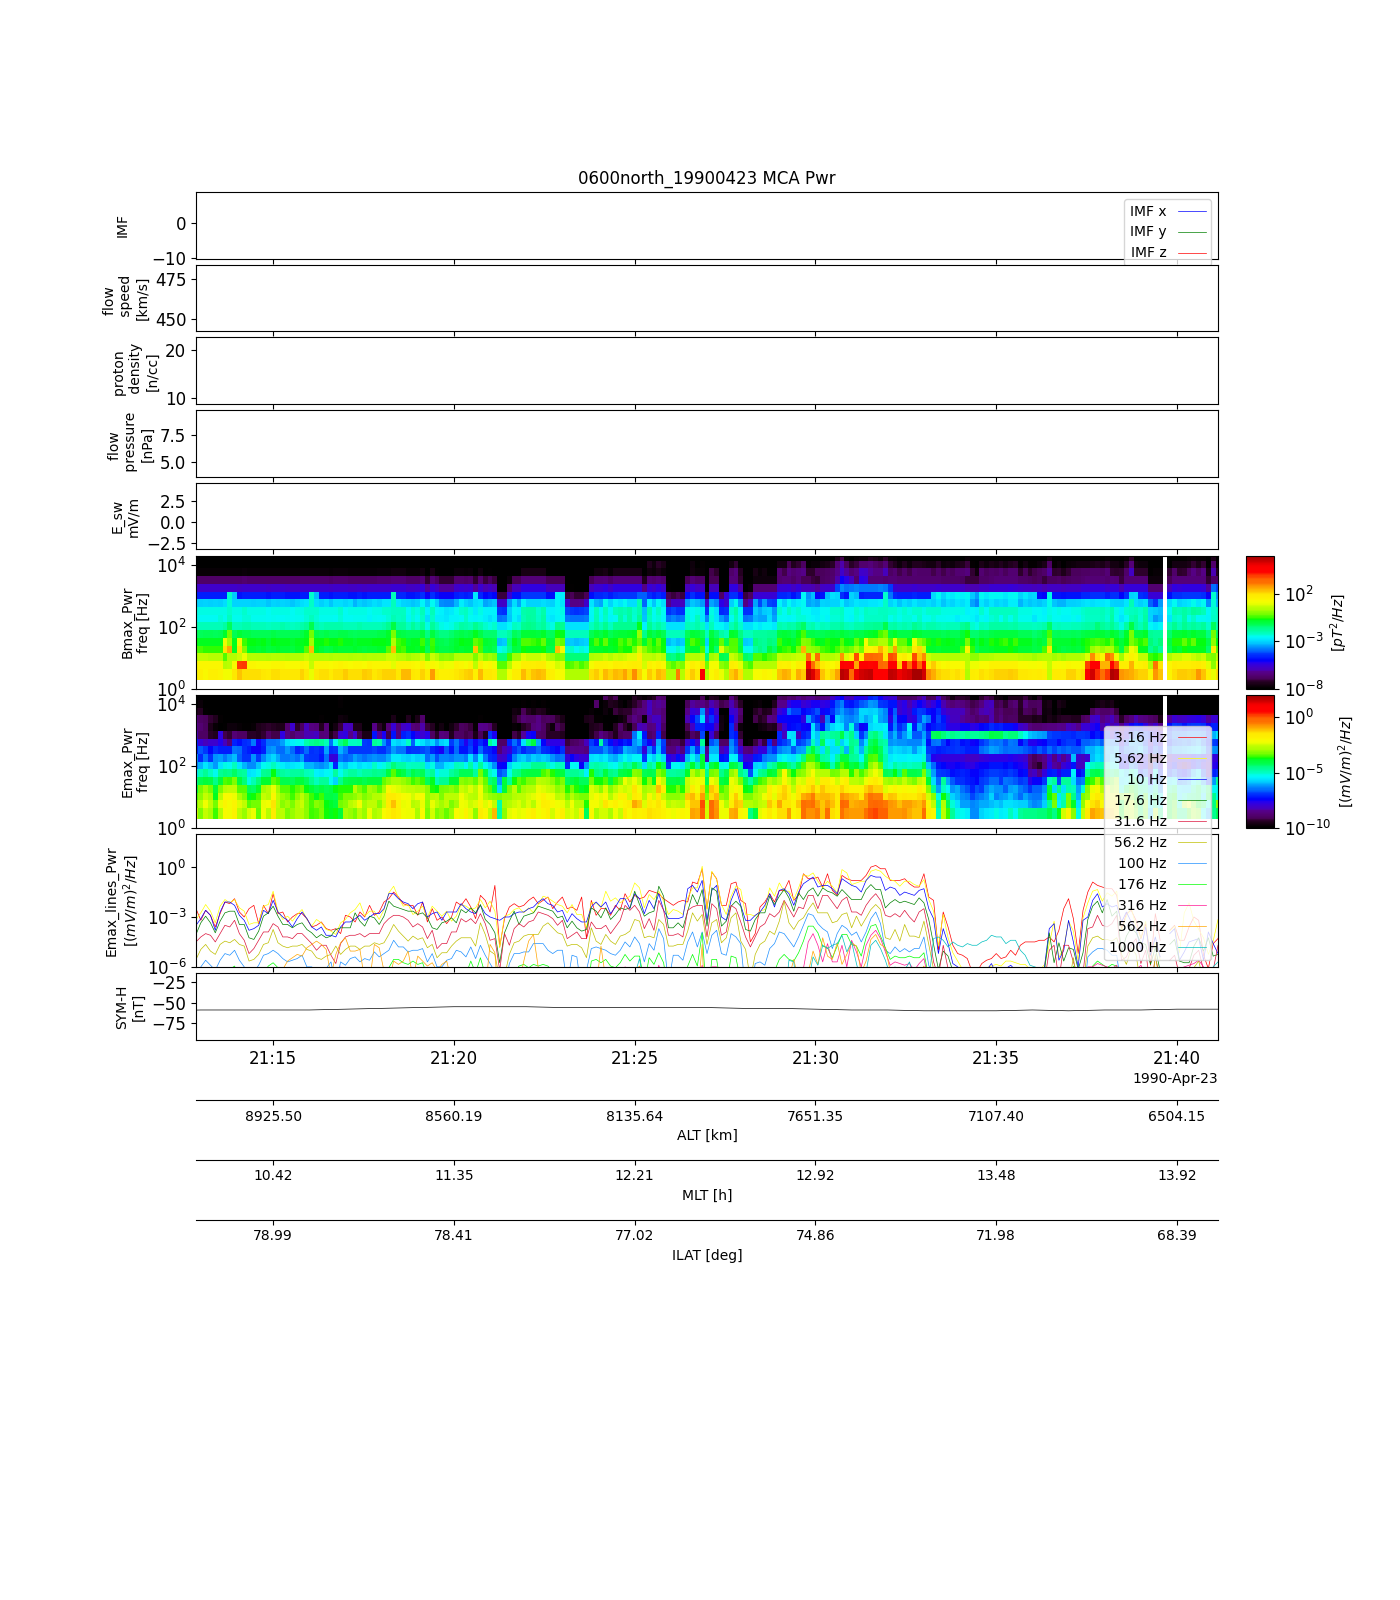 0600north_19900423 MCA Pwr
IMF
0
−10
IMF x
IMF y
IMF z
flow
speed
[km/s]
475
450
proton
density
[n/cc]
20
10
flow
pressure
[nPa]
7.5
5.0
E_sw
mV/m
2.5
0.0
−2.5
Bmax_Pwr
freq [Hz]
10^4
10^2
10^0
10^2
10^−3
10^−8
[pT^2/Hz]
Emax_Pwr
freq [Hz]
10^4
10^2
10^0
10^0
10^−5
10^−10
[(mV/m)^2/Hz]
3.16 Hz
5.62 Hz
10 Hz
17.6 Hz
31.6 Hz
56.2 Hz
100 Hz
176 Hz
316 Hz
562 Hz
1000 Hz
Emax_lines_Pwr
[(mV/m)^2/Hz]
10^0
10^−3
10^−6
SYM-H
[nT]
−25
−50
−75
21:15 21:20 21:25 21:30 21:35 21:40
1990-Apr-23
8925.50 8560.19 8135.64 7651.35 7107.40 6504.15
ALT [km]
10.42 11.35 12.21 12.92 13.48 13.92
MLT [h]
78.99 78.41 77.02 74.86 71.98 68.39
ILAT [deg]